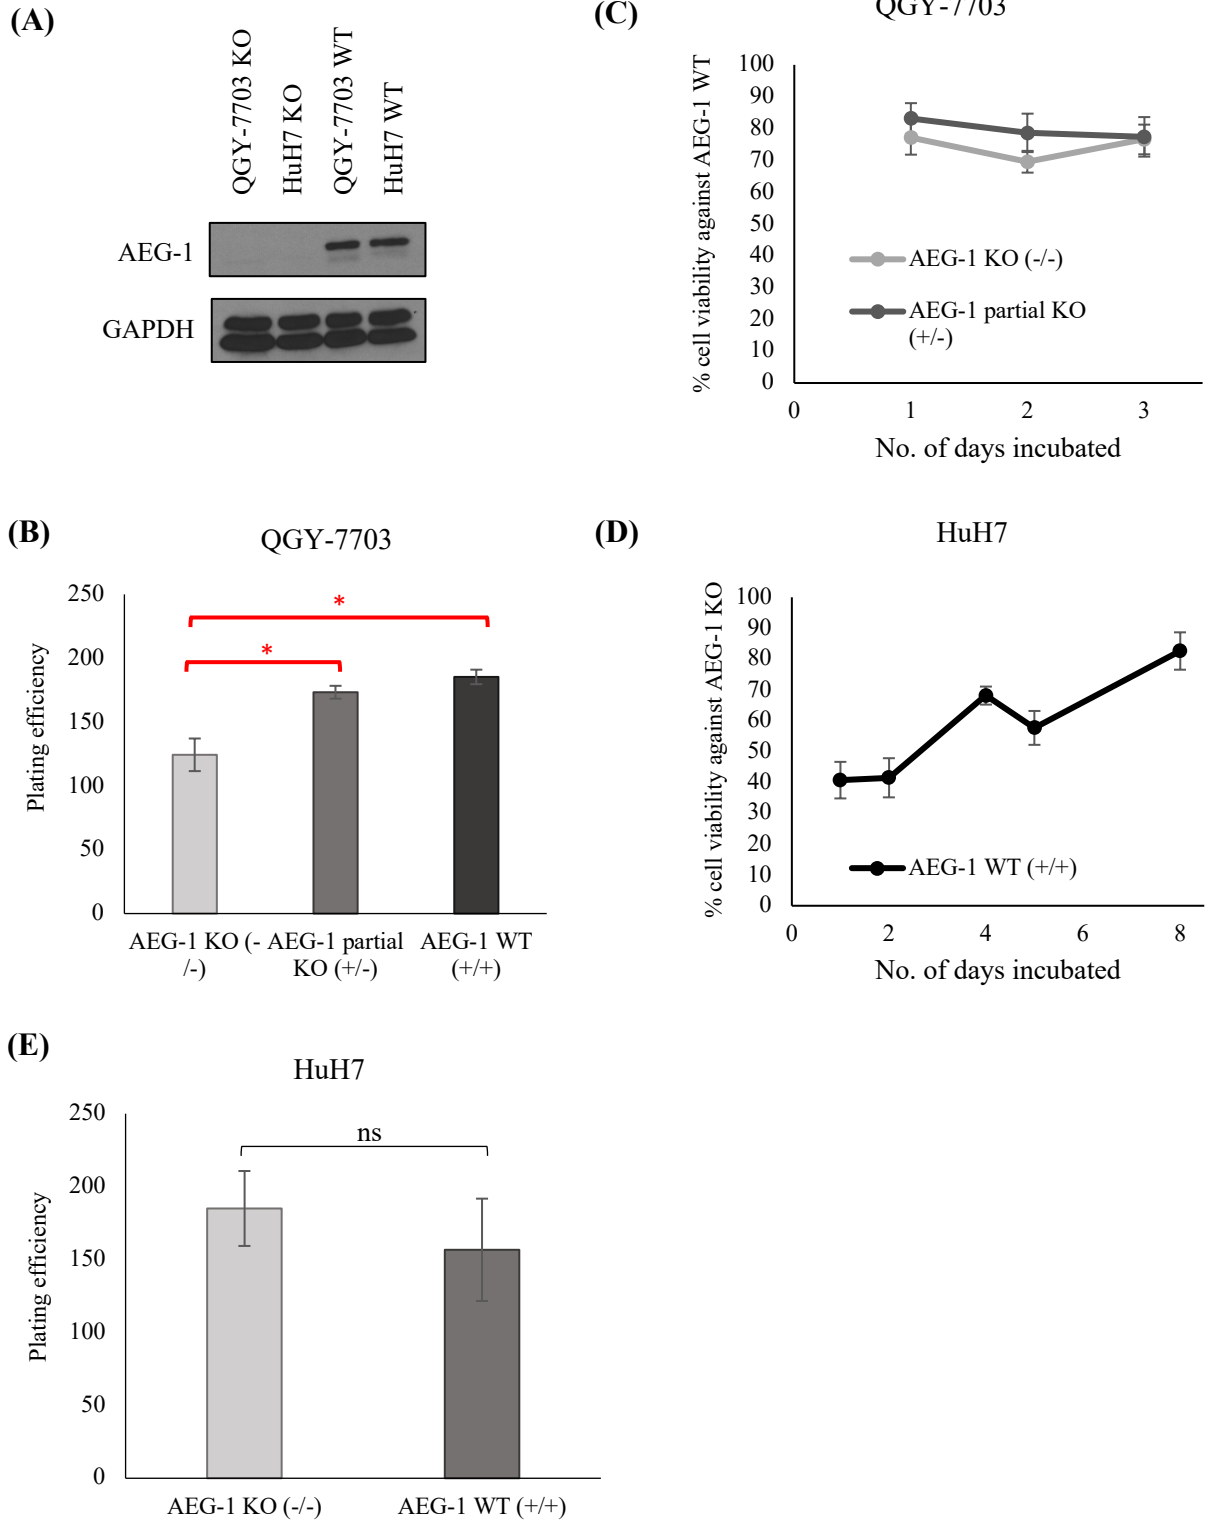 (A)
QGY-7703 KO
HuH7 KO
QGY-7703 WT
HuH7 WT
AEG-1
GAPDH
(C)
QGY-7703
% cell viability against AEG-1 WT
100
90
80
70
60
50
40
30
20
10
0
AEG-1 KO (-/-)
AEG-1 partial KO
(+/-)
0
1
2
3
No. of days incubated
(B)
QGY-7703
Plating efficiency
250
200
150
100
50
0
*
*
AEG-1 KO (-
/-)
AEG-1 partial
KO (+/-)
AEG-1 WT
(+/+)
(D)
HuH7
% cell viability against AEG-1 KO
100
90
80
70
60
50
40
30
20
10
0
AEG-1 WT (+/+)
0
2
4
6
8
No. of days incubated
(E)
HuH7
Plating efficiency
250
200
150
100
50
0
ns
AEG-1 KO (-/-)
AEG-1 WT (+/+)